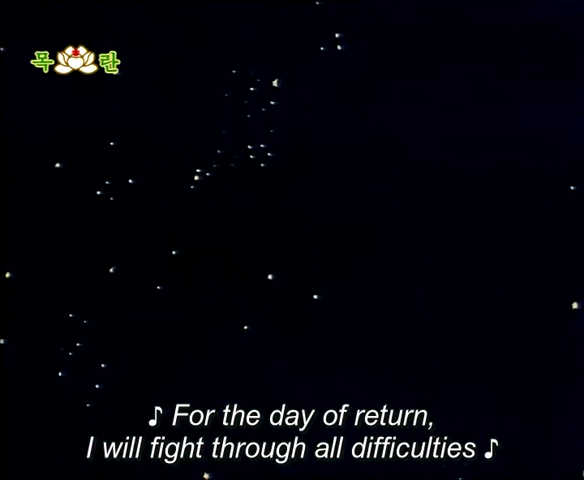 목란
♪ For the day of return,
I will fight through all difficulties ♪